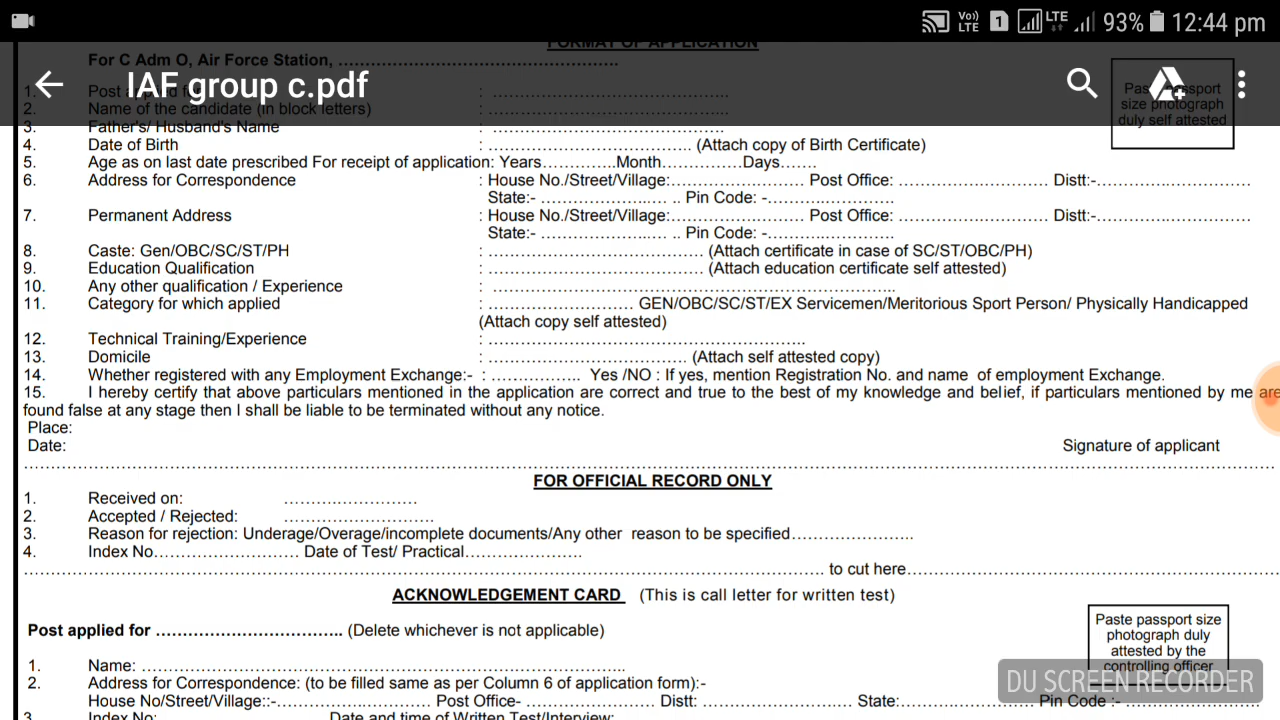 LTE 1 LTE 93% 12:44 pm
FORMAT OF APPLICATION
For C Adm O, Air Force Station, ……………………………………………….
IAF group c.pdf
1. Post applied for : …………………………………….
2. Name of the candidate (in block letters) : …………………………………….
Paste passport
size photograph
duly self attested
3. Father's/ Husband's Name : …………………………………….
4. Date of Birth : ………………………………. (Attach copy of Birth Certificate)
5. Age as on last date prescribed For receipt of application: Years………….Month…………..Days…….
6. Address for Correspondence : House No./Street/Village:…………………… Post Office: ………………………. Distt:-………………………
State:- …………………... .. Pin Code: -…………………….
7. Permanent Address : House No./Street/Village:…………………… Post Office: ………………………. Distt:-………………………
State:- …………………... .. Pin Code: -…………………….
8. Caste: Gen/OBC/SC/ST/PH : …………………………………. (Attach certificate in case of SC/ST/OBC/PH)
9. Education Qualification : …………………………………. (Attach education certificate self attested)
10. Any other qualification / Experience : ………………………………………………………………..
11. Category for which applied : ……………………… GEN/OBC/SC/ST/EX Servicemen/Meritorious Sport Person/ Physically Handicapped
(Attach copy self attested)
12. Technical Training/Experience : …………………………………………………..
13. Domicile : ………………………………. (Attach self attested copy)
14. Whether registered with any Employment Exchange:- : …………….. Yes /NO : If yes, mention Registration No. and name of employment Exchange.
15. I hereby certify that above particulars mentioned in the application are correct and true to the best of my knowledge and belief, if particulars mentioned by me are
found false at any stage then I shall be liable to be terminated without any notice.
Place:
Date: Signature of applicant
FOR OFFICIAL RECORD ONLY
1. Received on: …………………….
2. Accepted / Rejected: ……………………….
3. Reason for rejection: Underage/Overage/incomplete documents/Any other reason to be specified…………………..
4. Index No……………………… Date of Test/ Practical………………….
………………………………………………………………………………………………………………………………. to cut here……………………………………………………………
ACKNOWLEDGEMENT CARD (This is call letter for written test)
Post applied for …………………………….. (Delete whichever is not applicable)
Paste passport size
photograph duly
attested by the
controlling officer
1. Name: ……………………………………………………………………………..
2. Address for Correspondence: (to be filled same as per Column 6 of application form):-
DU SCREEN RECORDER
House No/Street/Village::-………………………. Post Office- …………………… Distt: ………………………. State:…………………… Pin Code :-
3. Index No: Date and time of Written Test/Interview: